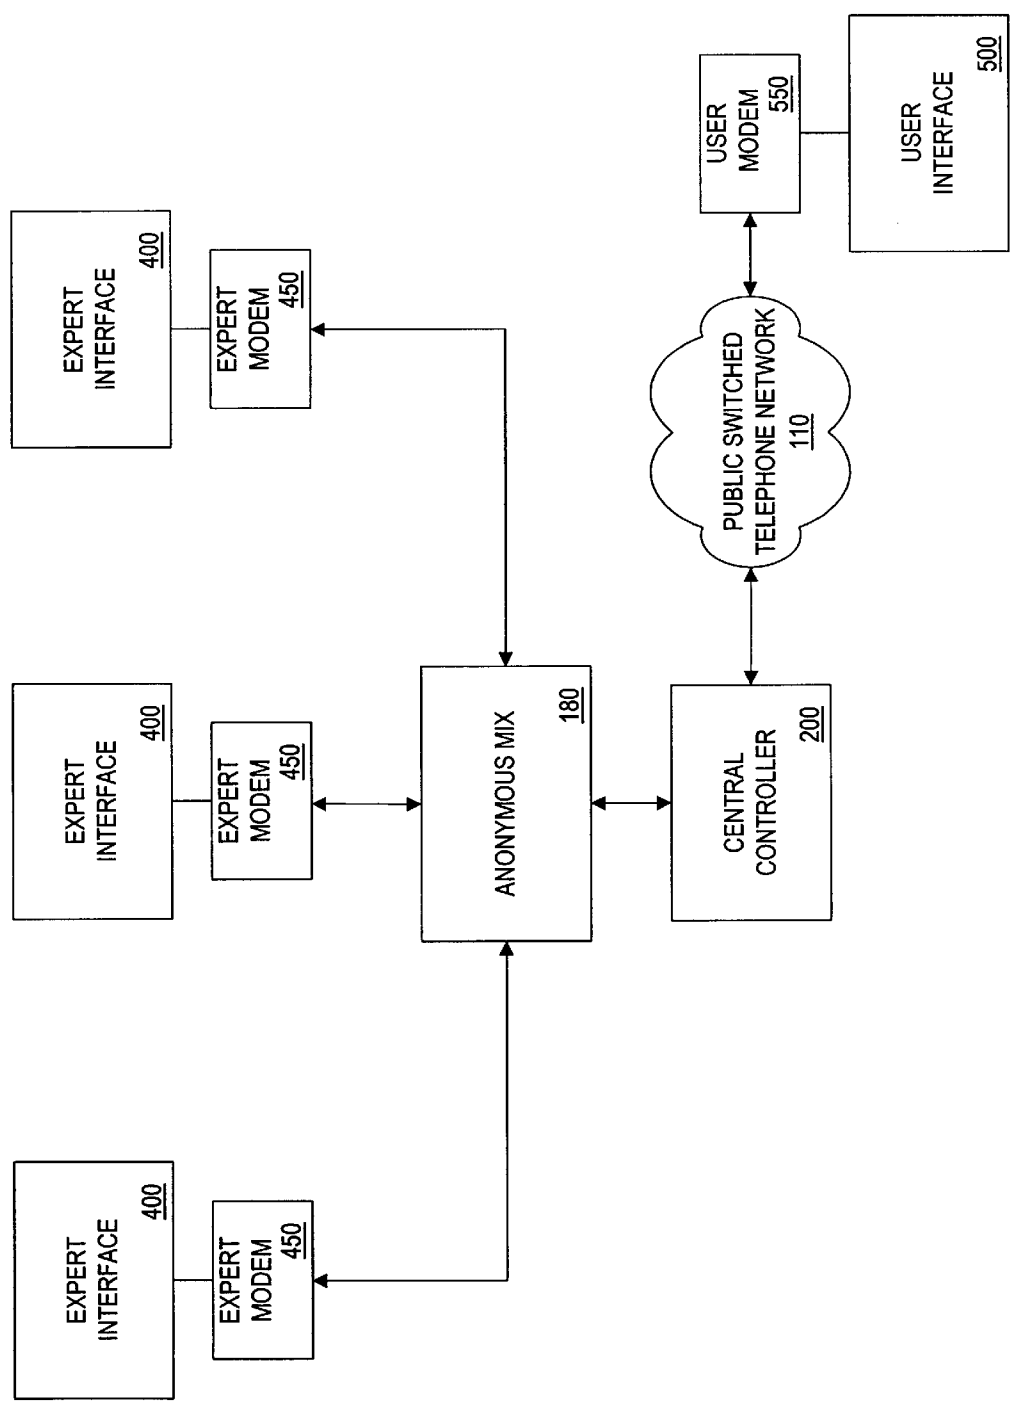 EXPERT
INTERFACE
400
EXPERT
MODEM
450
EXPERT
INTERFACE
400
EXPERT
MODEM
450
EXPERT
INTERFACE
400
EXPERT
MODEM
450
ANONYMOUS MIX
180
CENTRAL
CONTROLLER
200
PUBLIC SWITCHED
TELEPHONE NETWORK
110
USER
MODEM
550
USER
INTERFACE
500